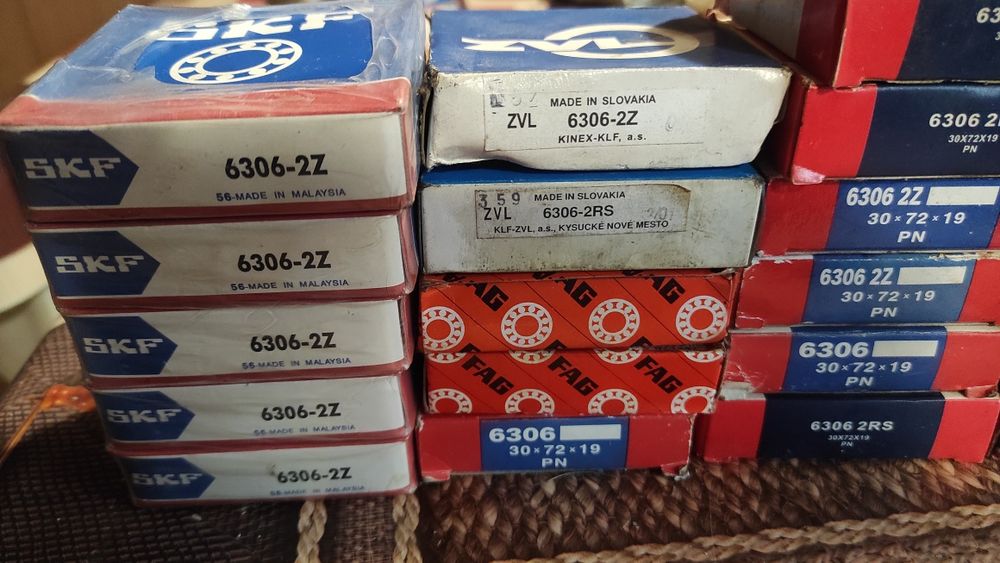 SKF
SKF
6306-2Z
56-MADE IN MALAYSIA
SKF
6306-2Z
56-MADE IN MALAYSIA
SKF
6306-2Z
56-MADE IN MALAYSIA
SKF
6306-2Z
56-MADE IN MALAYSIA
SKF
6306-2Z
56-MADE IN MALAYSIA
ZVL
MADE IN SLOVAKIA
ZVL 6306-2Z
KINEX-KLF, a.s.
359 MADE IN SLOVAKIA
ZVL 6306-2RS
KLF-ZVL, a.s., KYSUCKÉ NOVÉ MESTO
FAG FAG FAG
FAG FAG FAG
6306
30×72×19
PN
63
6306 2
30X72X19
PN
6306 2Z
30×72×19
PN
6306 2Z
30×72×19
PN
6306
30×72×19
PN
6306 2RS
30X72X19
PN